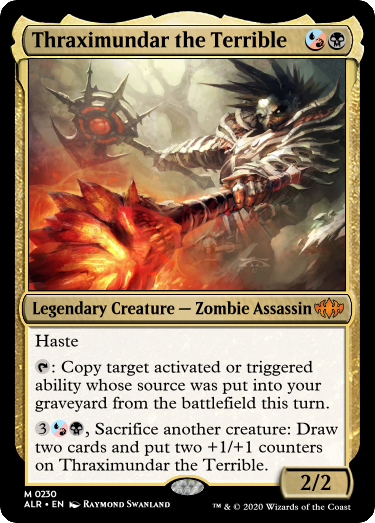 Thraximundar the Terrible
Legendary Creature — Zombie Assassin
Haste
: Copy target activated or triggered
ability whose source was put into your
graveyard from the battlefield this turn.
3, Sacrifice another creature: Draw
two cards and put two +1/+1 counters
on Thraximundar the Terrible.
2/2
M 0230
ALR • EN Raymond Swanland
™ & © 2020 Wizards of the Coast